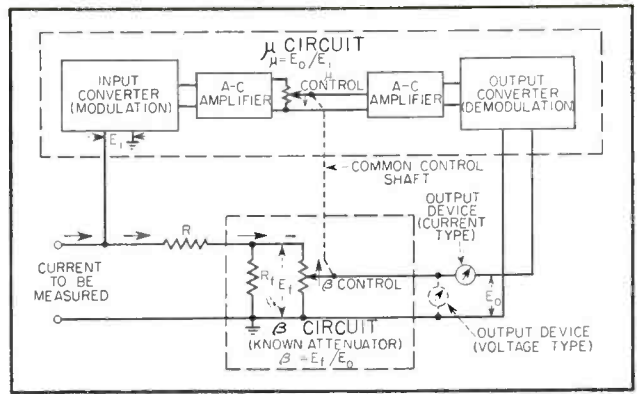 μ CIRCUIT
μ=E₀/E₁
INPUT
CONVERTER
(MODULATION)
A-C
AMPLIFIER
μ
CONTROL
A-C
AMPLIFIER
OUTPUT
CONVERTER
(DEMODULATION)
E₁
COMMON CONTROL
SHAFT
OUTPUT
DEVICE
(CURRENT
TYPE)
R
CURRENT
TO BE
MEASURED
Rf
Ef
β CONTROL
E₀
β CIRCUIT
(KNOWN ATTENUATOR)
β = Ef/E₀
OUTPUT DEVICE
(VOLTAGE TYPE)